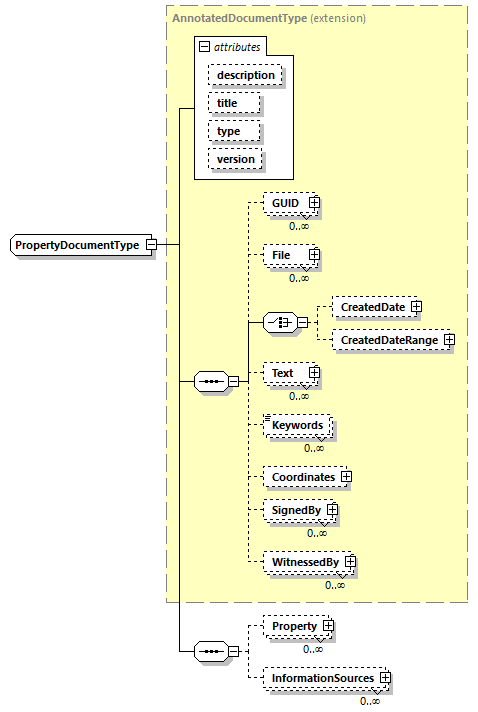 AnnotatedDocumentType (extension)
attributes
description
title
type
version
GUID
0..∞
PropertyDocumentType
File
0..∞
CreatedDate
CreatedDateRange
Text
0..∞
Keywords
0..∞
Coordinates
SignedBy
0..∞
WitnessedBy
0..∞
Property
0..∞
InformationSources
0..∞